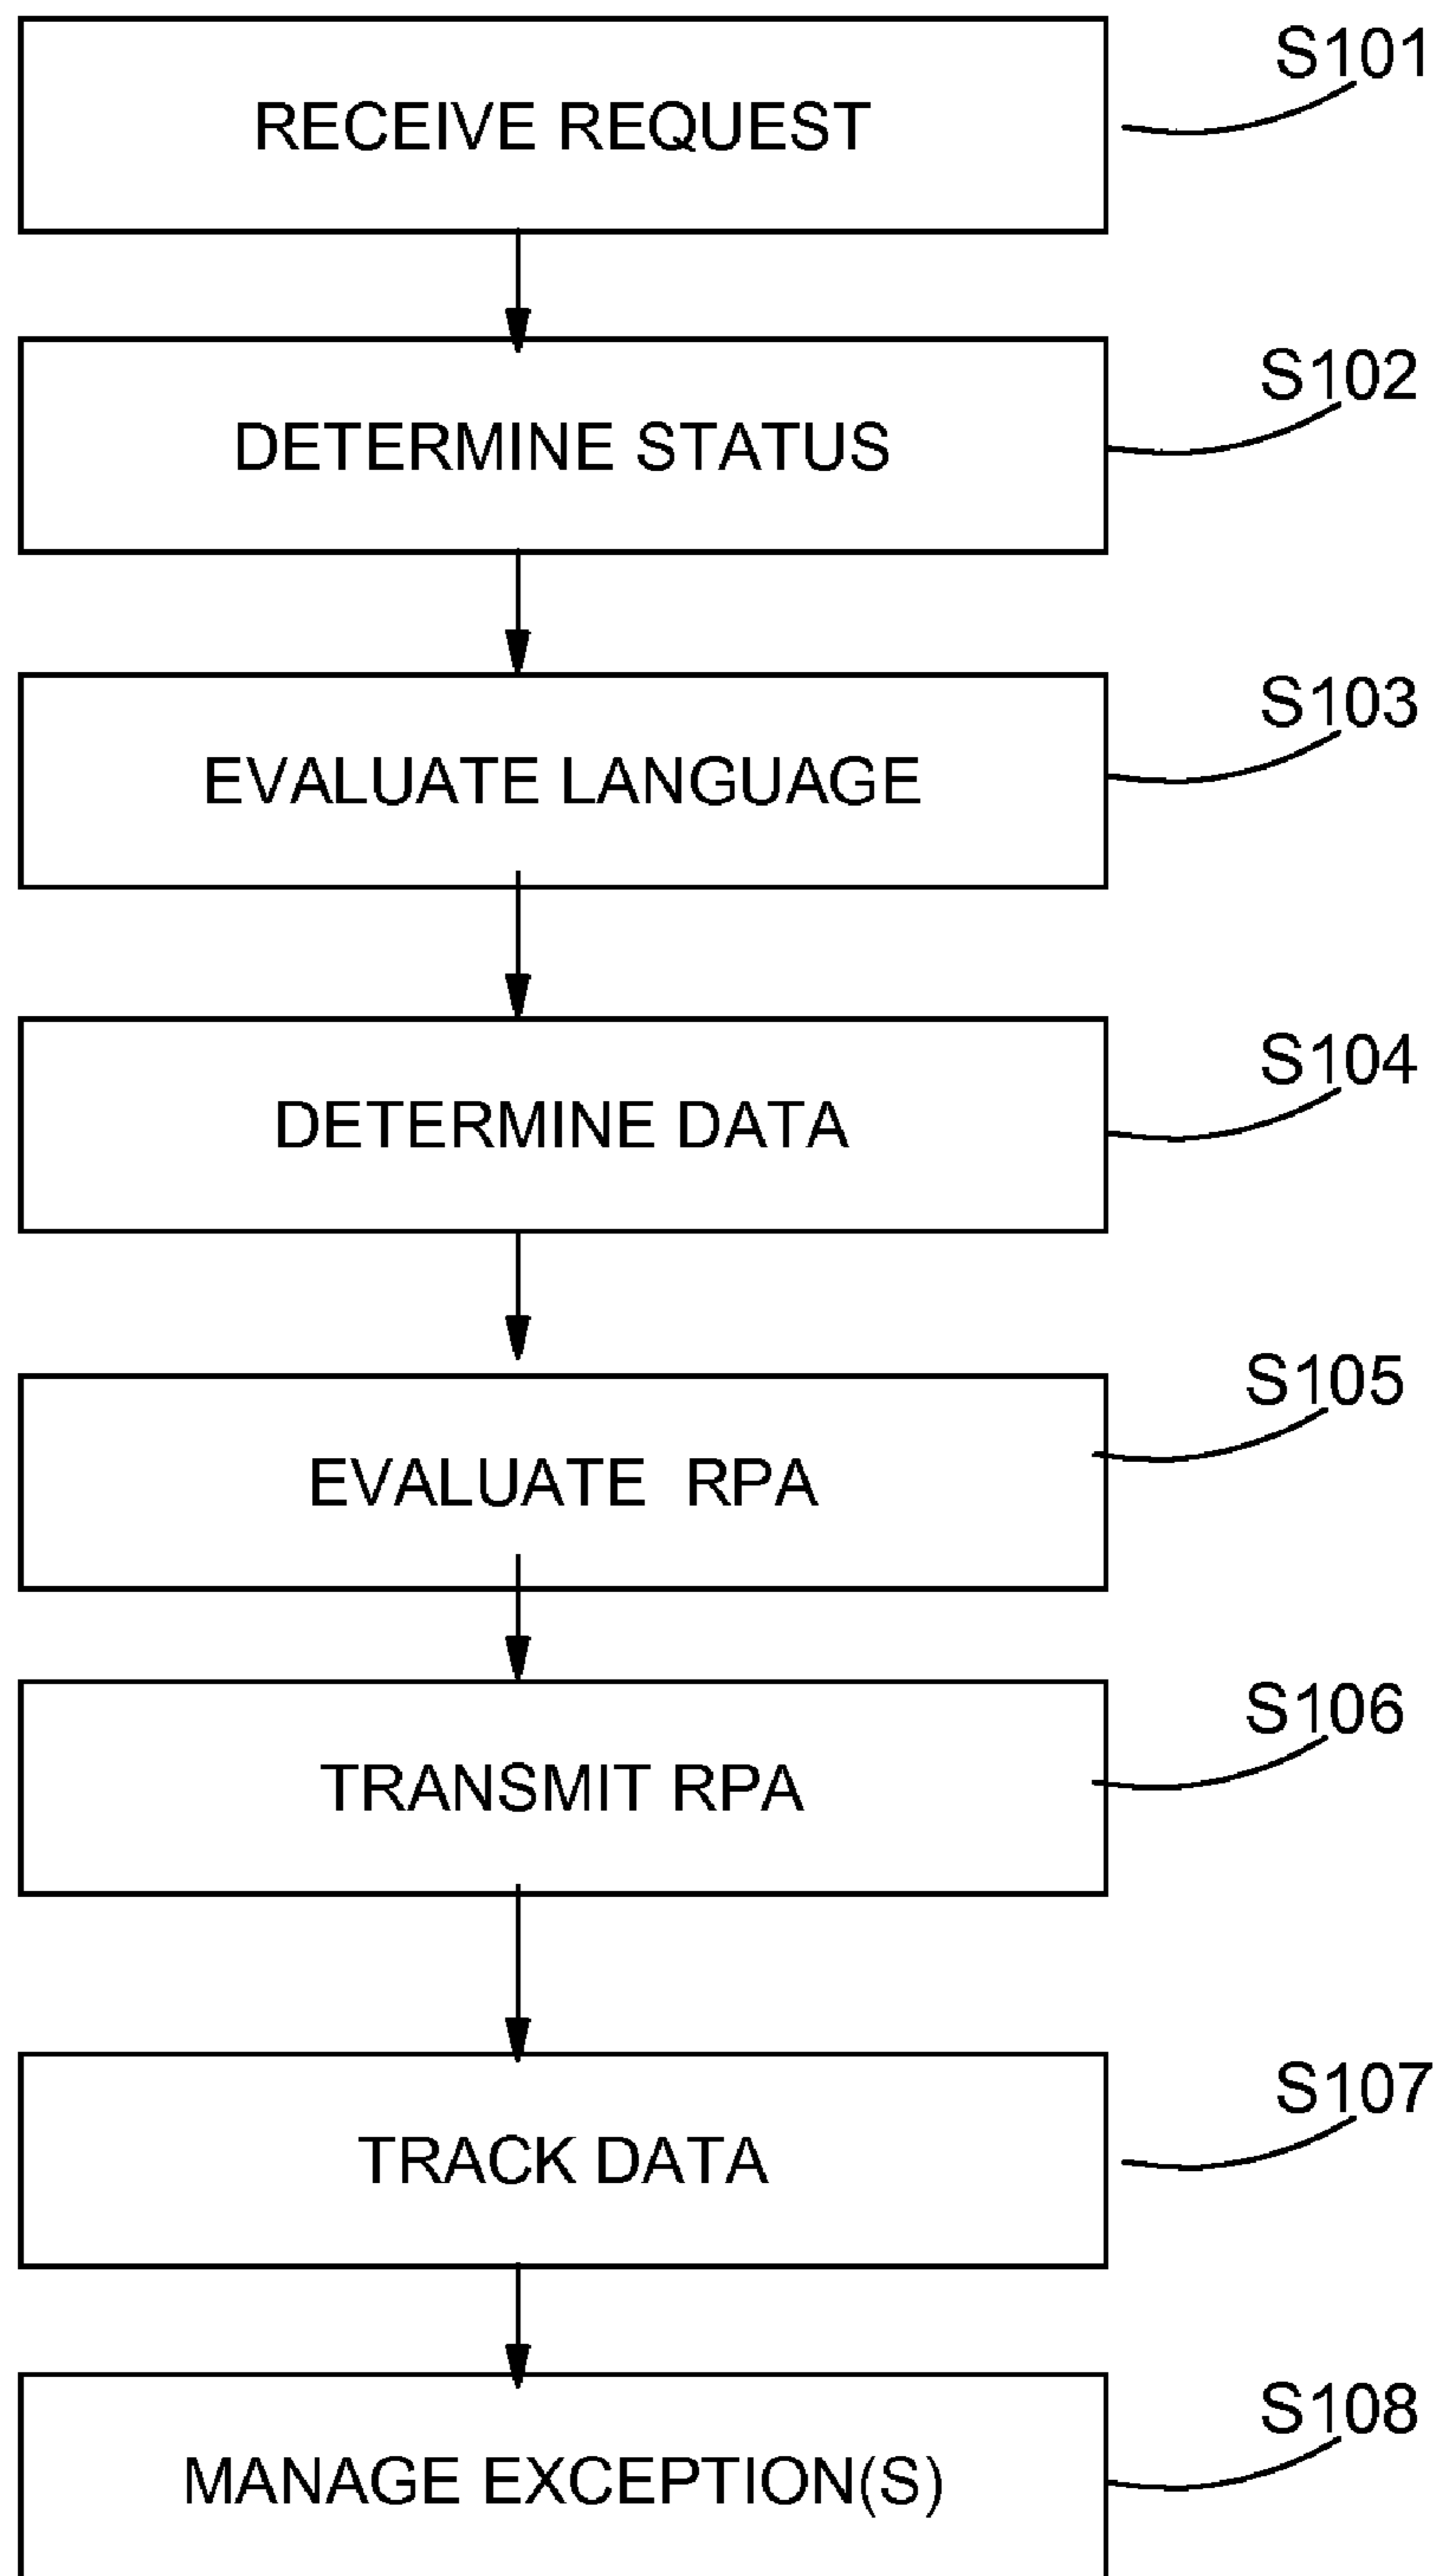 RECEIVE REQUEST
S101
DETERMINE STATUS
S102
EVALUATE LANGUAGE
S103
DETERMINE DATA
S104
EVALUATE RPA
S105
TRANSMIT RPA
S106
TRACK DATA
S107
MANAGE EXCEPTION(S)
S108